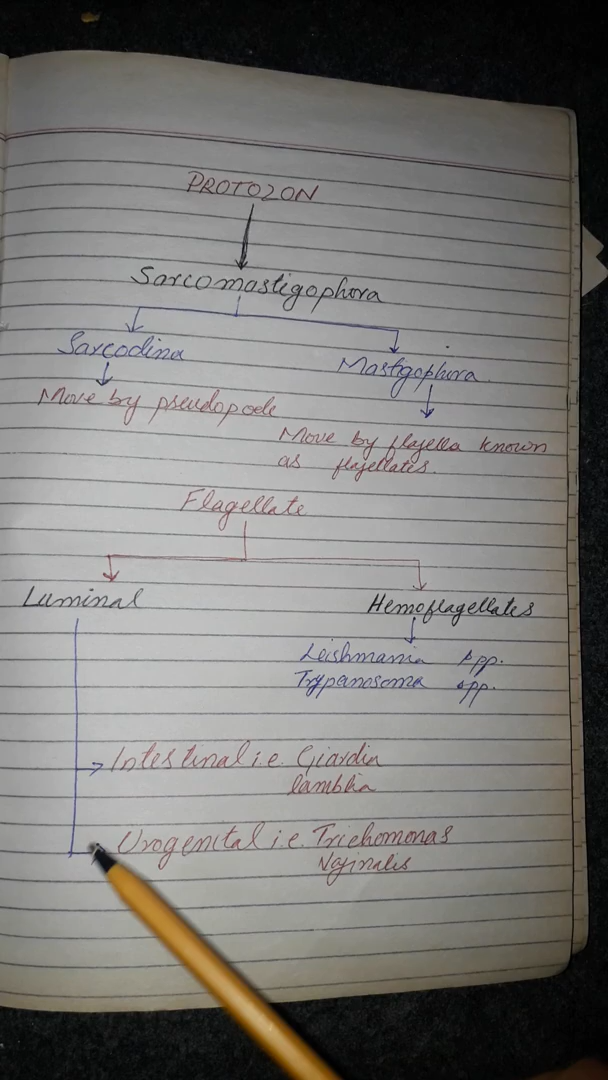 PROTOZON
Sarcomastigophora
Sarcodina
Mastigophora
Move by pseudopode
Move by flagella known
as flagellates.
Flagellate
Luminal
Hemoflagellates
Leishmania spp.
Trypanosoma spp.
Intestinal i.e. Giardia
lamblia
Urogenital i.e. Trichomonas
Vaginalis